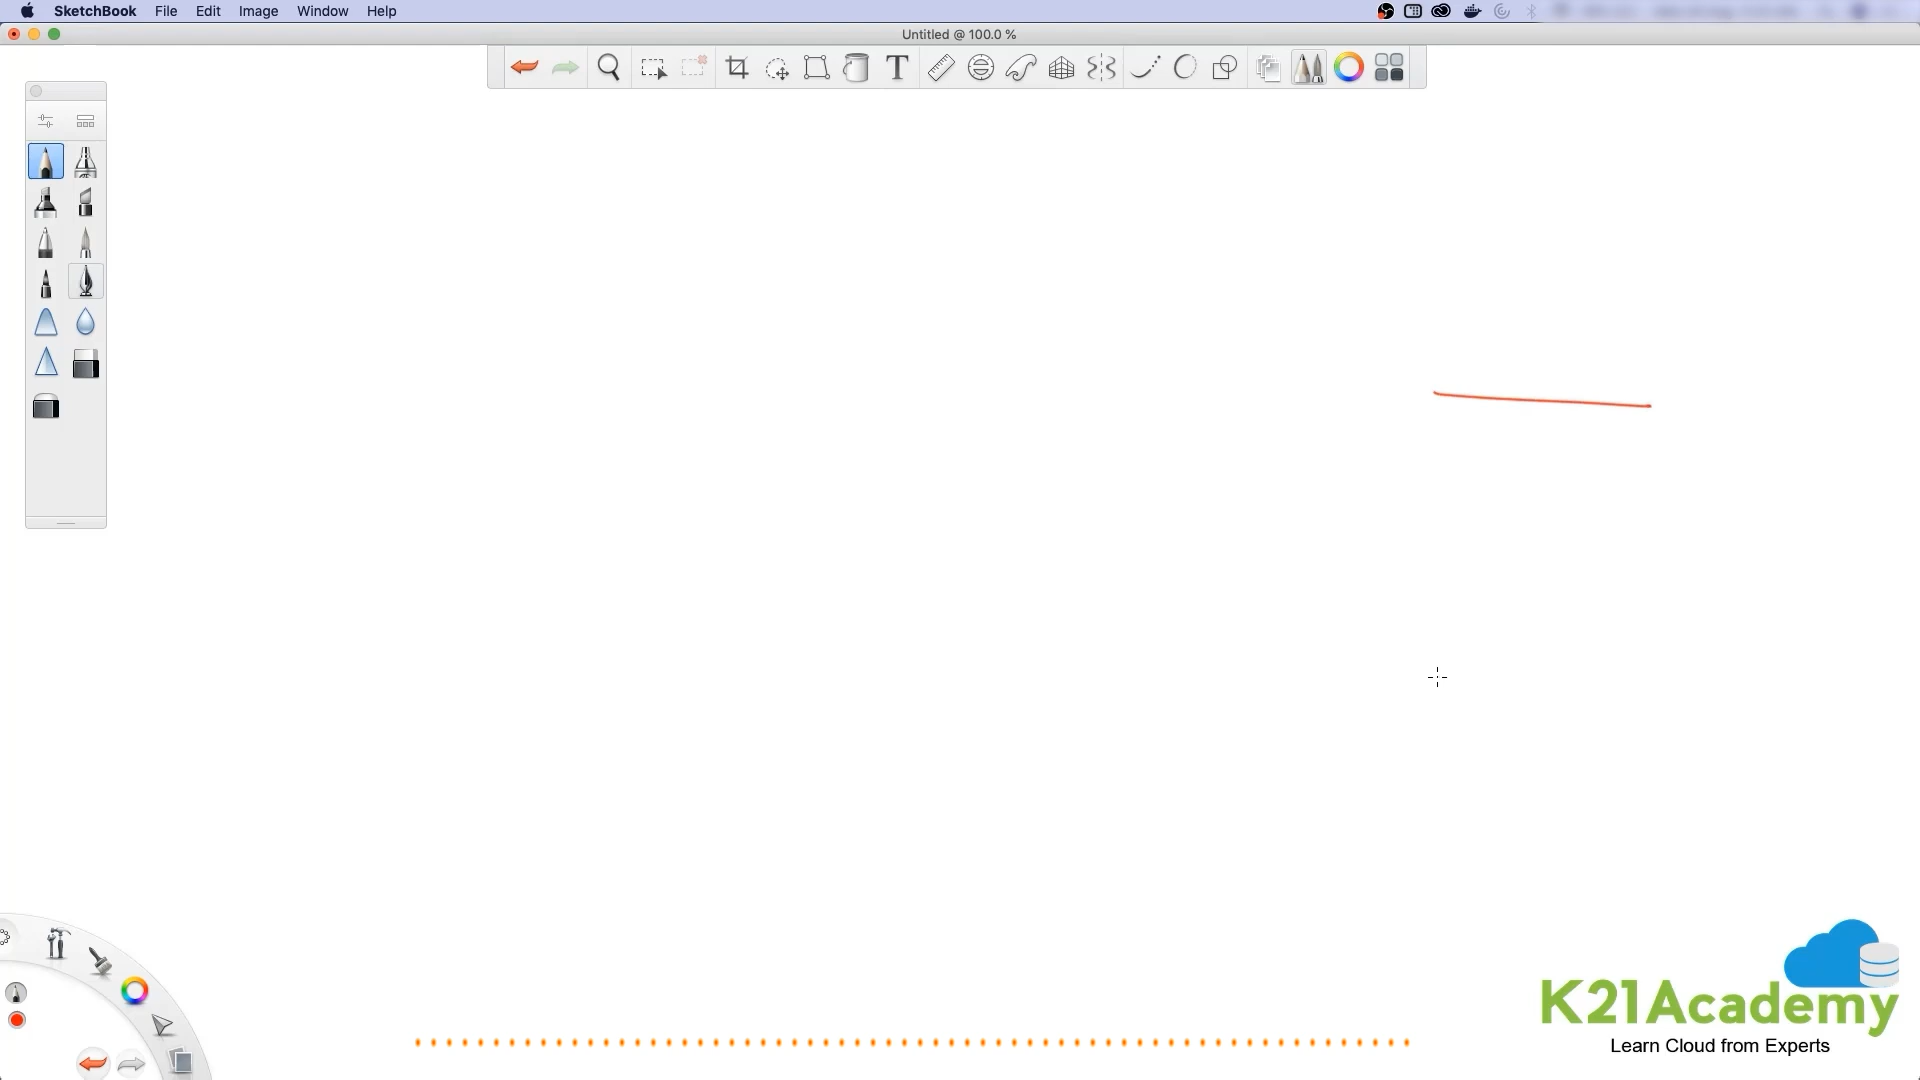 SketchBook File Edit Image Window Help
Untitled @ 100.0 %
K21Academy
Learn Cloud from Experts